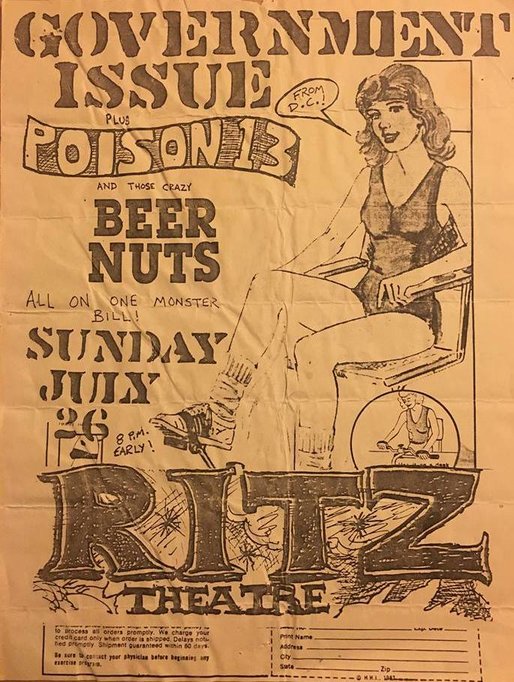 GOVERNMENT
ISSUE
FROM
D.C.!
PLUS
POISON 13
AND THOSE CRAZY
BEER
NUTS
ALL ON ONE MONSTER
BILL!
SUNDAY
JULY
26
8 P.M.
EARLY!
RITZ
THEATRE
to process all orders promptly. We charge your
credit card only when order is shipped. Delays noti-
fied promptly. Shipment guaranteed within 60 days.
Be sure to contact your physician before beginning any
exercise program.
Print Name
Address
City
State Zip